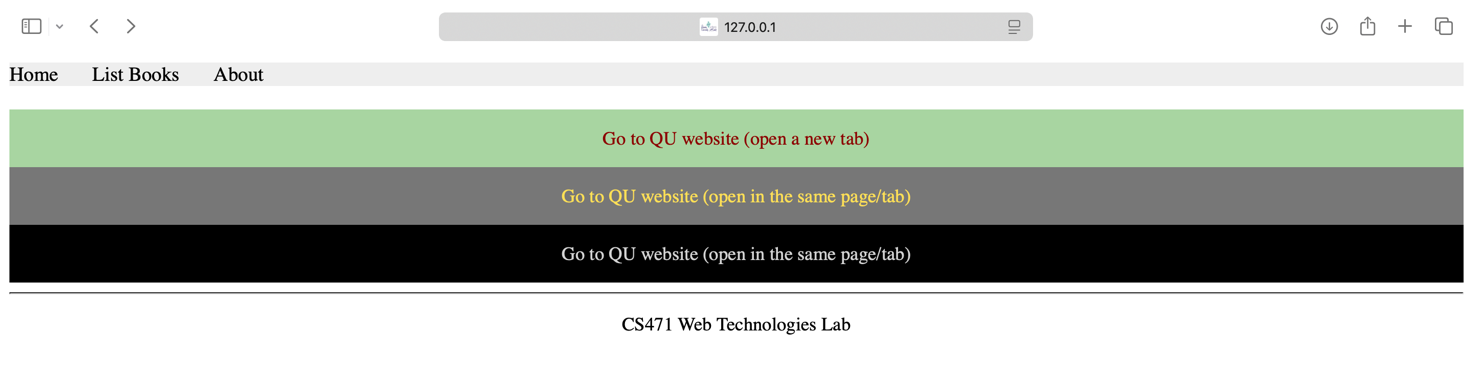 127.0.0.1
Home List Books About
Go to QU website (open a new tab)
Go to QU website (open in the same page/tab)
Go to QU website (open in the same page/tab)
CS471 Web Technologies Lab